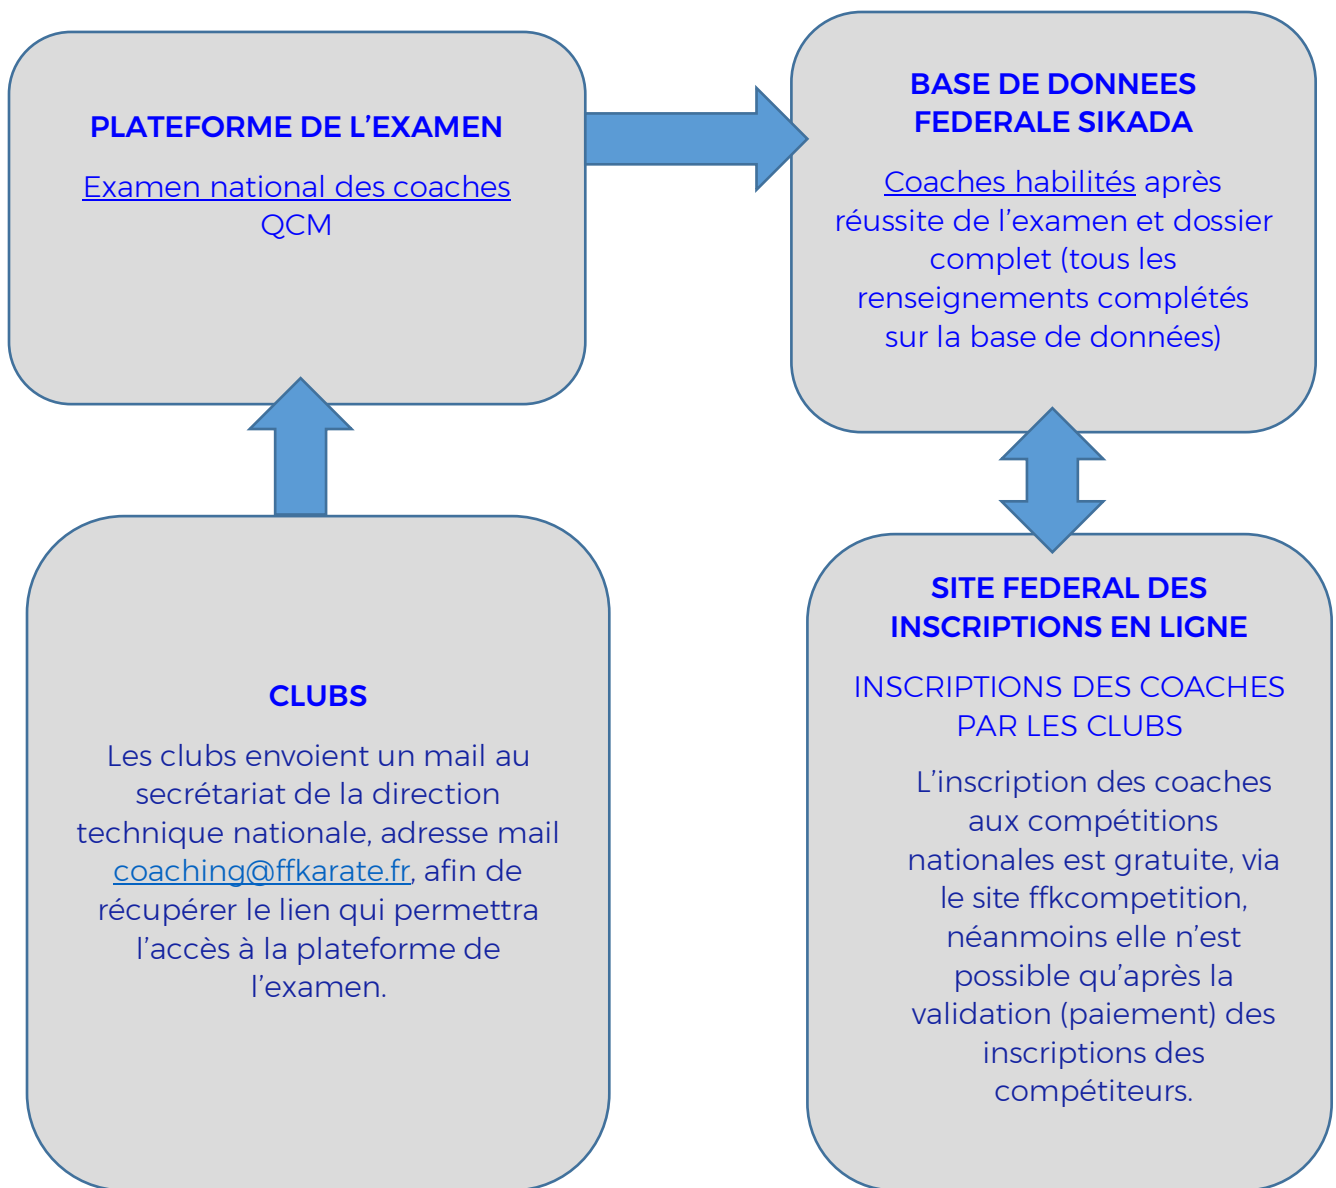 PLATEFORME DE L’EXAMEN
Examen national des coaches
QCM
BASE DE DONNEES
FEDERALE SIKADA
Coaches habilités après
réussite de l’examen et dossier
complet (tous les
renseignements complétés
sur la base de données)
CLUBS
Les clubs envoient un mail au
secrétariat de la direction
technique nationale, adresse mail
coaching@ffkarate.fr, afin de
récupérer le lien qui permettra
l’accès à la plateforme de
l’examen.
SITE FEDERAL DES
INSCRIPTIONS EN LIGNE
INSCRIPTIONS DES COACHES
PAR LES CLUBS
L’inscription des coaches
aux compétitions
nationales est gratuite, via
le site ffkcompetition,
néanmoins elle n’est
possible qu’après la
validation (paiement) des
inscriptions des
compétiteurs.